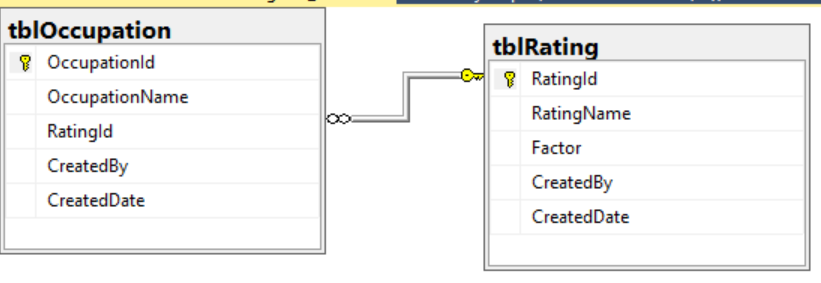 tblOccupation
OccupationId
OccupationName
RatingId
CreatedBy
CreatedDate
tblRating
RatingId
RatingName
Factor
CreatedBy
CreatedDate